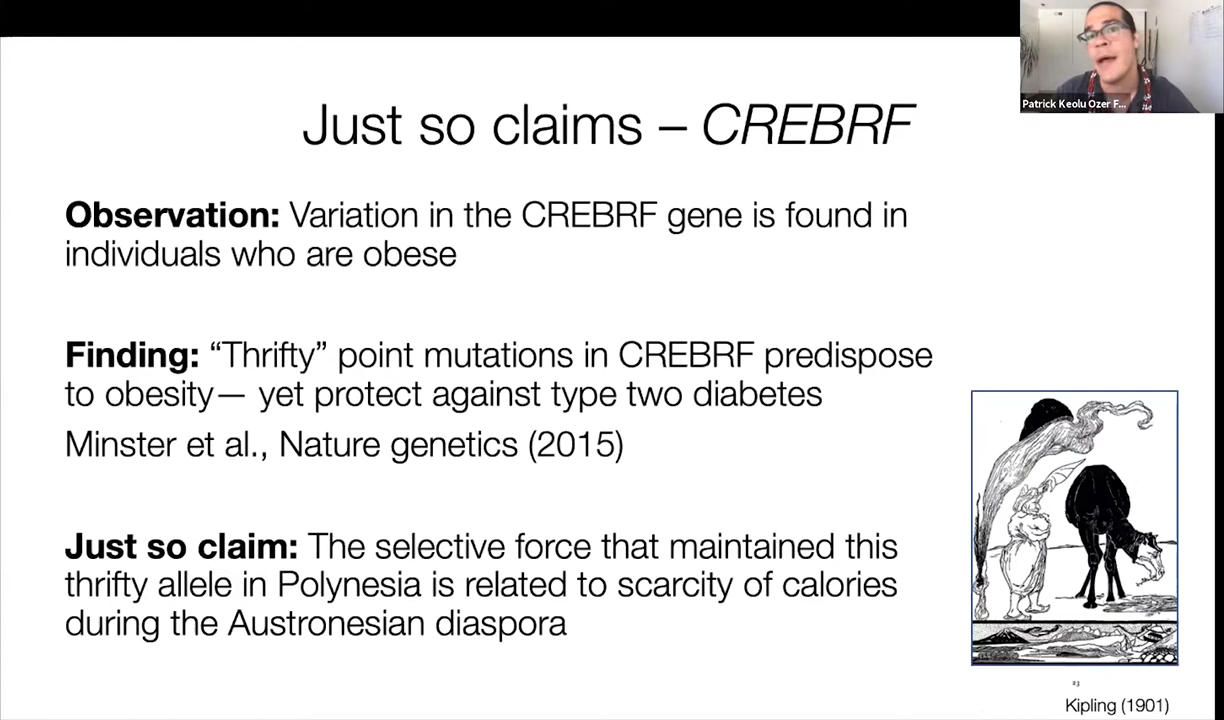 Patrick Keolu Ozer F...
Just so claims – CREBRF
Observation: Variation in the CREBRF gene is found in
individuals who are obese
Finding: “Thrifty” point mutations in CREBRF predispose
to obesity— yet protect against type two diabetes
Minster et al., Nature genetics (2015)
Just so claim: The selective force that maintained this
thrifty allele in Polynesia is related to scarcity of calories
during the Austronesian diaspora
23
Kipling (1901)